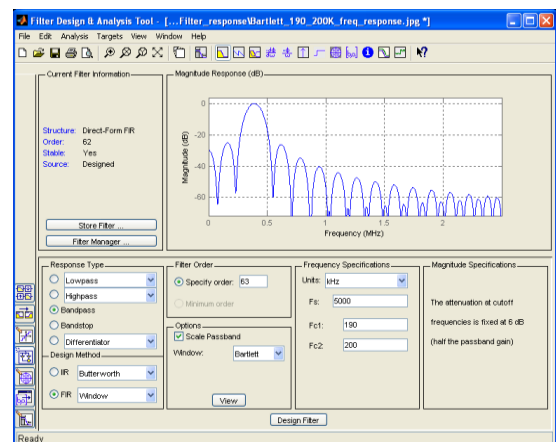 Filter Design & Analysis Tool - [...Filter_response\Bartlett_190_200K_freq_response.jpg *]
File Edit Analysis Targets View Window Help
Current Filter Information
Structure: Direct-Form FIR
Order: 62
Stable: Yes
Source: Designed
Store Filter ...
Filter Manager ...
Magnitude Response (dB)
Magnitude (dB)
0
-20
-40
-60
0 0.5 1 1.5 2
Frequency (MHz)
Response Type
Lowpass
Highpass
Bandpass
Bandstop
Differentiator
Design Method
IIR Butterworth
FIR Window
Filter Order
Specify order: 63
Minimum order
Options
Scale Passband
Window: Bartlett
View
Frequency Specifications
Units: kHz
Fs: 5000
Fc1: 190
Fc2: 200
Magnitude Specifications
The attenuation at cutoff
frequencies is fixed at 6 dB
(half the passband gain)
Design Filter
Ready